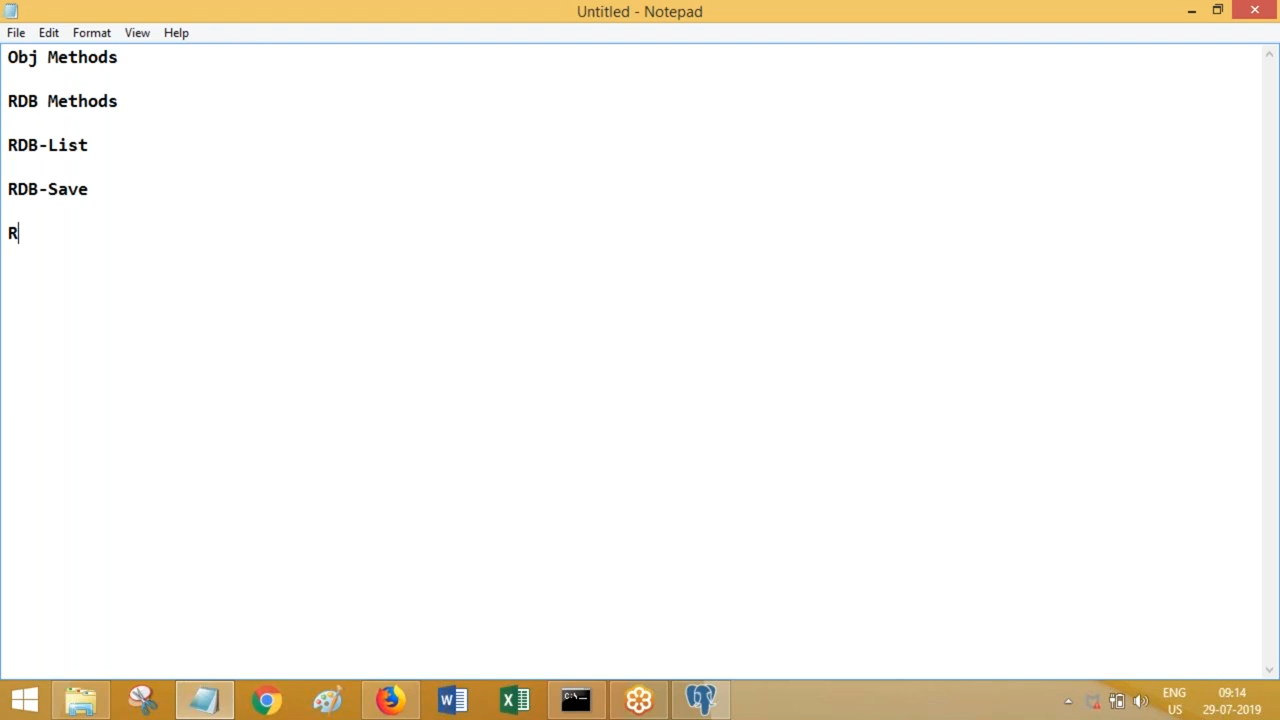 Untitled - Notepad
File Edit Format View Help
Obj Methods
RDB Methods
RDB-List
RDB-Save
R
ENG 09:14
US 29-07-2019